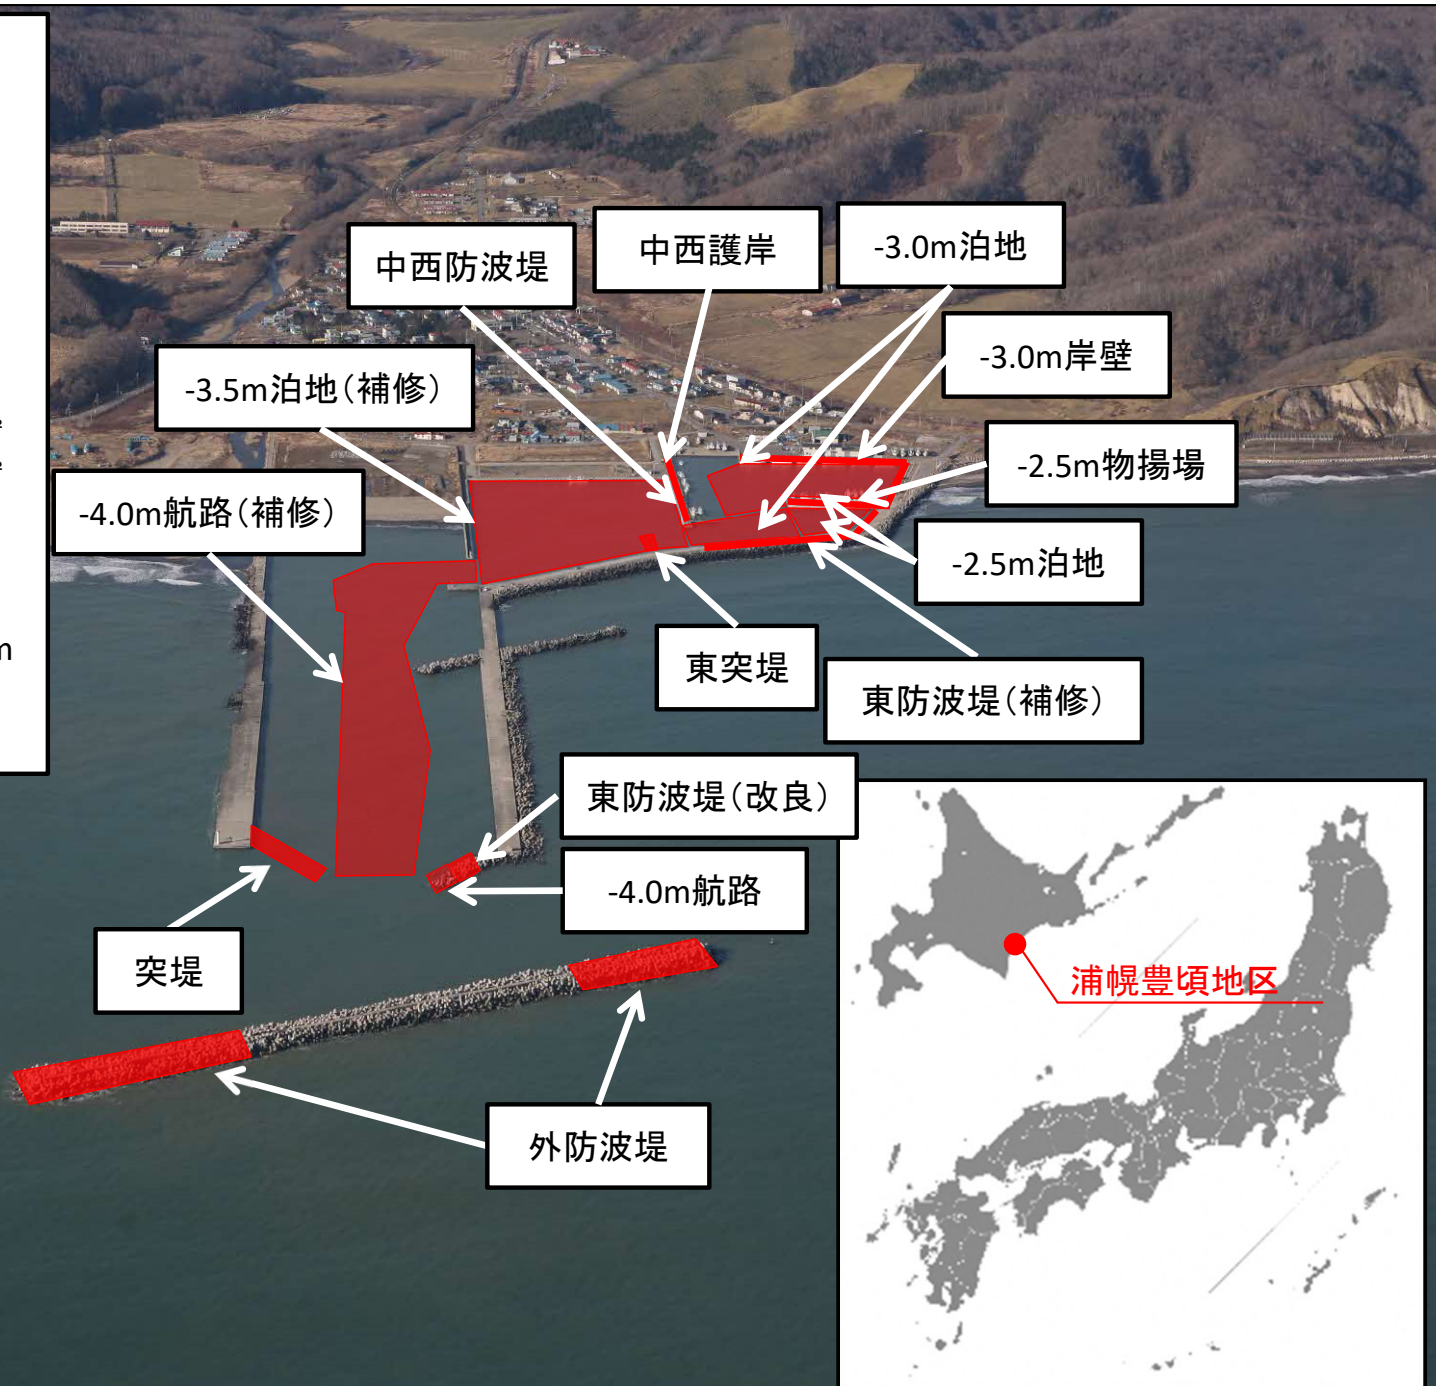 中西防波堤
中西護岸
-3.0m泊地
-3.0m岸壁
-3.5m泊地（補修）
-2.5m物揚場
-4.0m航路（補修）
-2.5m泊地
東突堤
東防波堤（補修）
東防波堤（改良）
-4.0m航路
突堤
外防波堤
浦幌豊頃地区